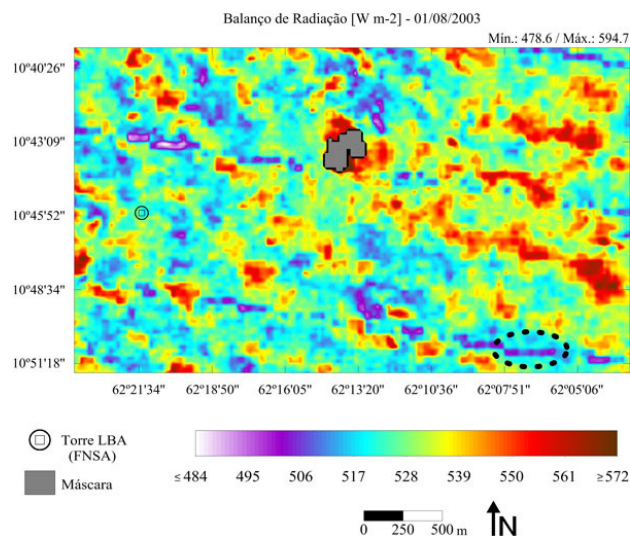 Balanço de Radiação [W m-2] - 01/08/2003
Mín.: 478.6 / Máx.: 594.7
10°40'26"
10°43'09"
10°45'52"
10°48'34"
10°51'18"
62°21'34" 62°18'50" 62°16'05" 62°13'20" 62°10'36" 62°07'51" 62°05'06"
Torre LBA
(FNSA)
Máscara
≤484 495 506 517 528 539 550 561 ≥572
0 250 500 m
N